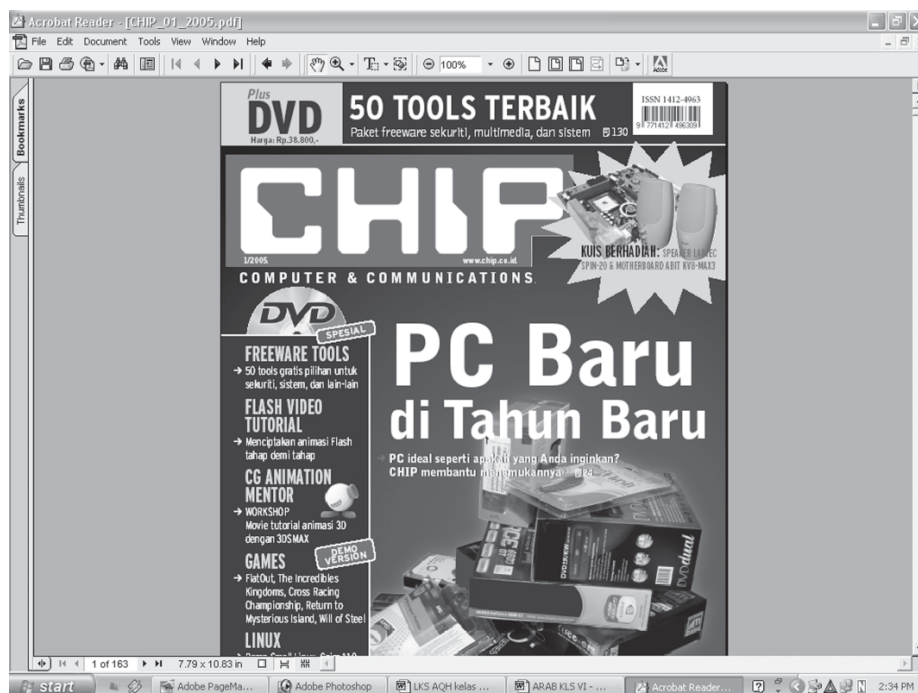 Acrobat Reader - [CHIP_01_2005.pdf]
File Edit Document Tools View Window Help
100%
Bookmarks
Thumbnails
Plus
DVD
Harga: Rp.38.800,-
50 TOOLS TERBAIK
Paket freeware sekuriti, multimedia, dan sistem 130
ISSN 1412-4963
9 771412 496309
CHIP
1/2005
www.chip.co.id
COMPUTER & COMMUNICATIONS
KUIS BERHADIAH: SPEAKER
SPIN-20 & MOTHERBOARD ABIT KV8-MAX3
DVD
SPESIAL
FREEWARE TOOLS
→ 50 tools gratis pilihan untuk
sekuriti, sistem, dan lain-lain
FLASH VIDEO
TUTORIAL
→ Menciptakan animasi Flash
tahap demi tahap
CG ANIMATION
MENTOR
→ WORKSHOP
Movie tutorial animasi 3D
dengan 3DSMAX
DEMO
VERSION
GAMES
→ FlatOut, The Incredibles
Kingdoms, Cross Racing
Championship, Return to
Mysterious Island, Will of Steel
LINUX
PC Baru
di Tahun Baru
→ PC ideal seperti apakah yang Anda inginkan?
CHIP membantu menemukannya 24
DVDdual
ATI
1 of 163
7.79 x 10.83 in
start
Adobe PageMa...
Adobe Photoshop
LKS AQH kelas ...
ARAB KLS VI - ...
Acrobat Reader...
2:34 PM